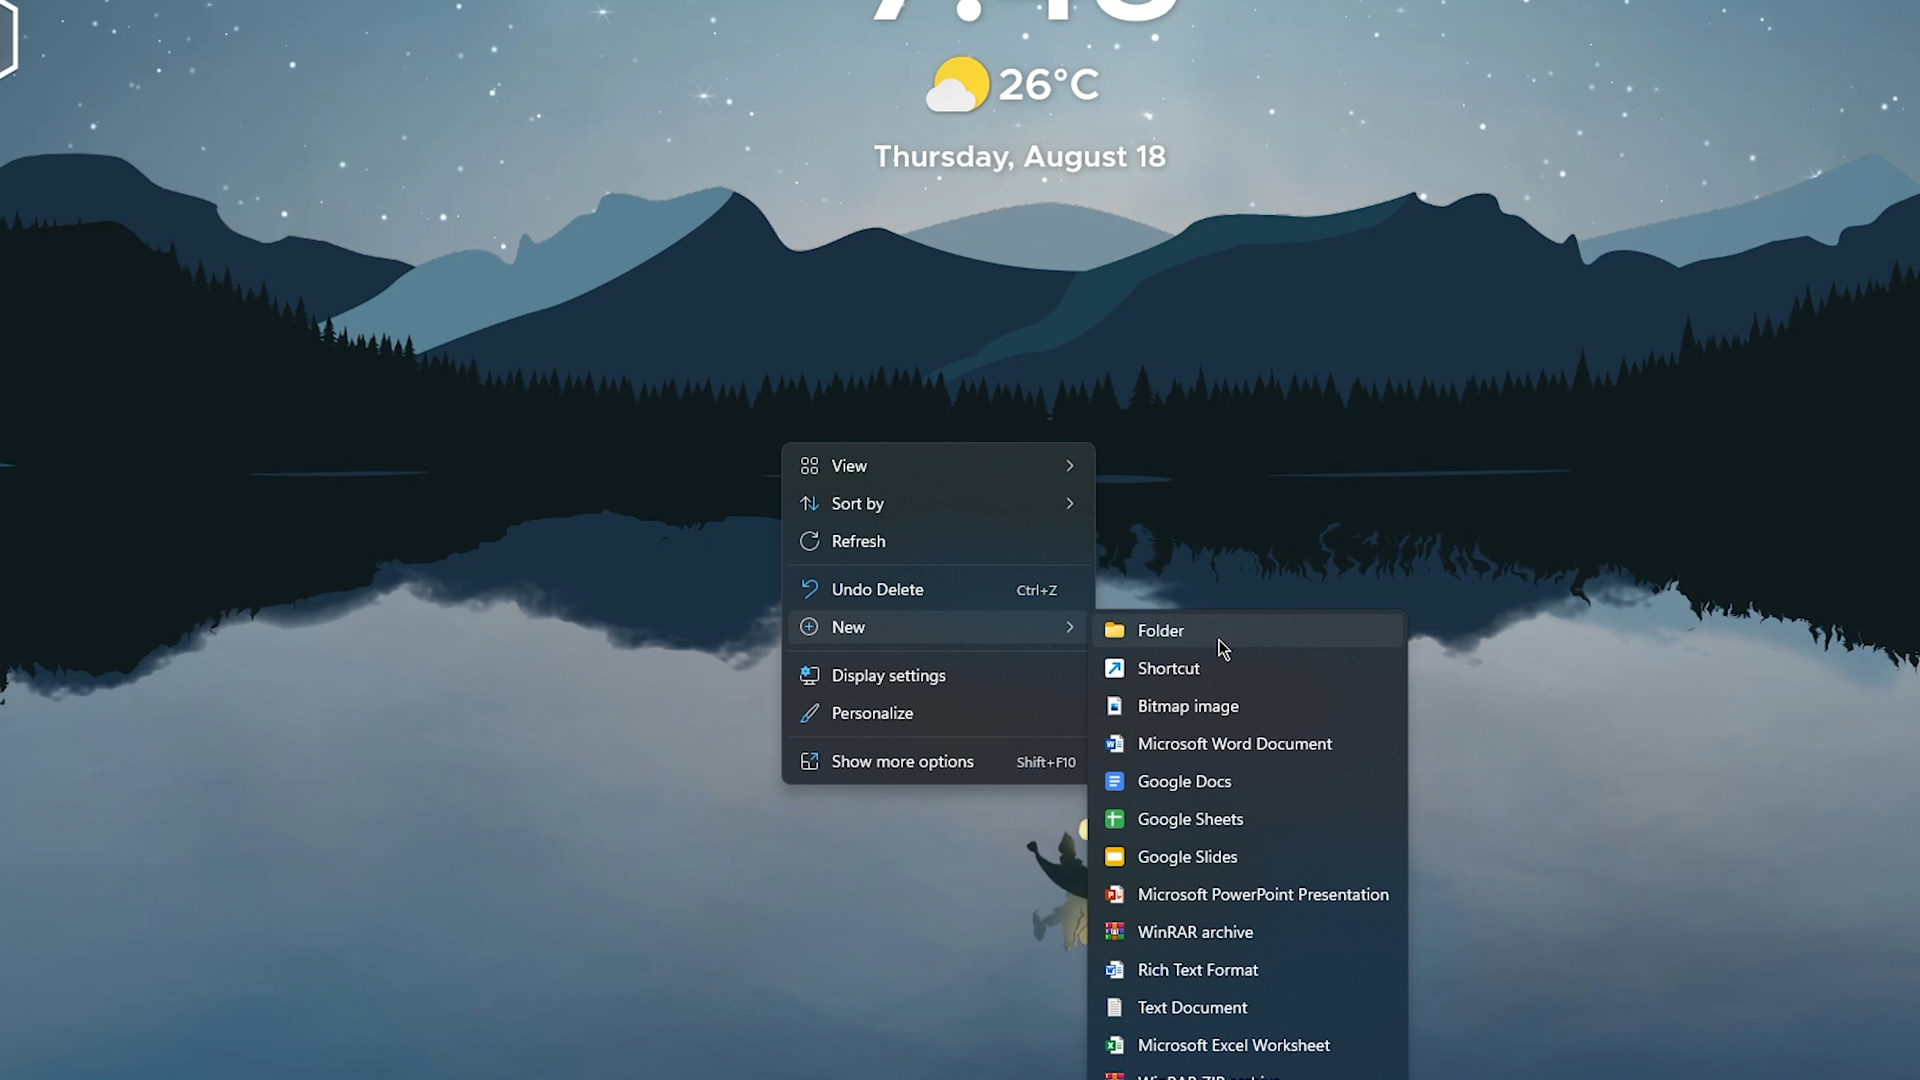 26°C
Thursday, August 18
View
Sort by
Refresh
Undo Delete Ctrl+Z
New
Display settings
Personalize
Show more options Shift+F10
Folder
Shortcut
Bitmap image
Microsoft Word Document
Google Docs
Google Sheets
Google Slides
Microsoft PowerPoint Presentation
WinRAR archive
Rich Text Format
Text Document
Microsoft Excel Worksheet